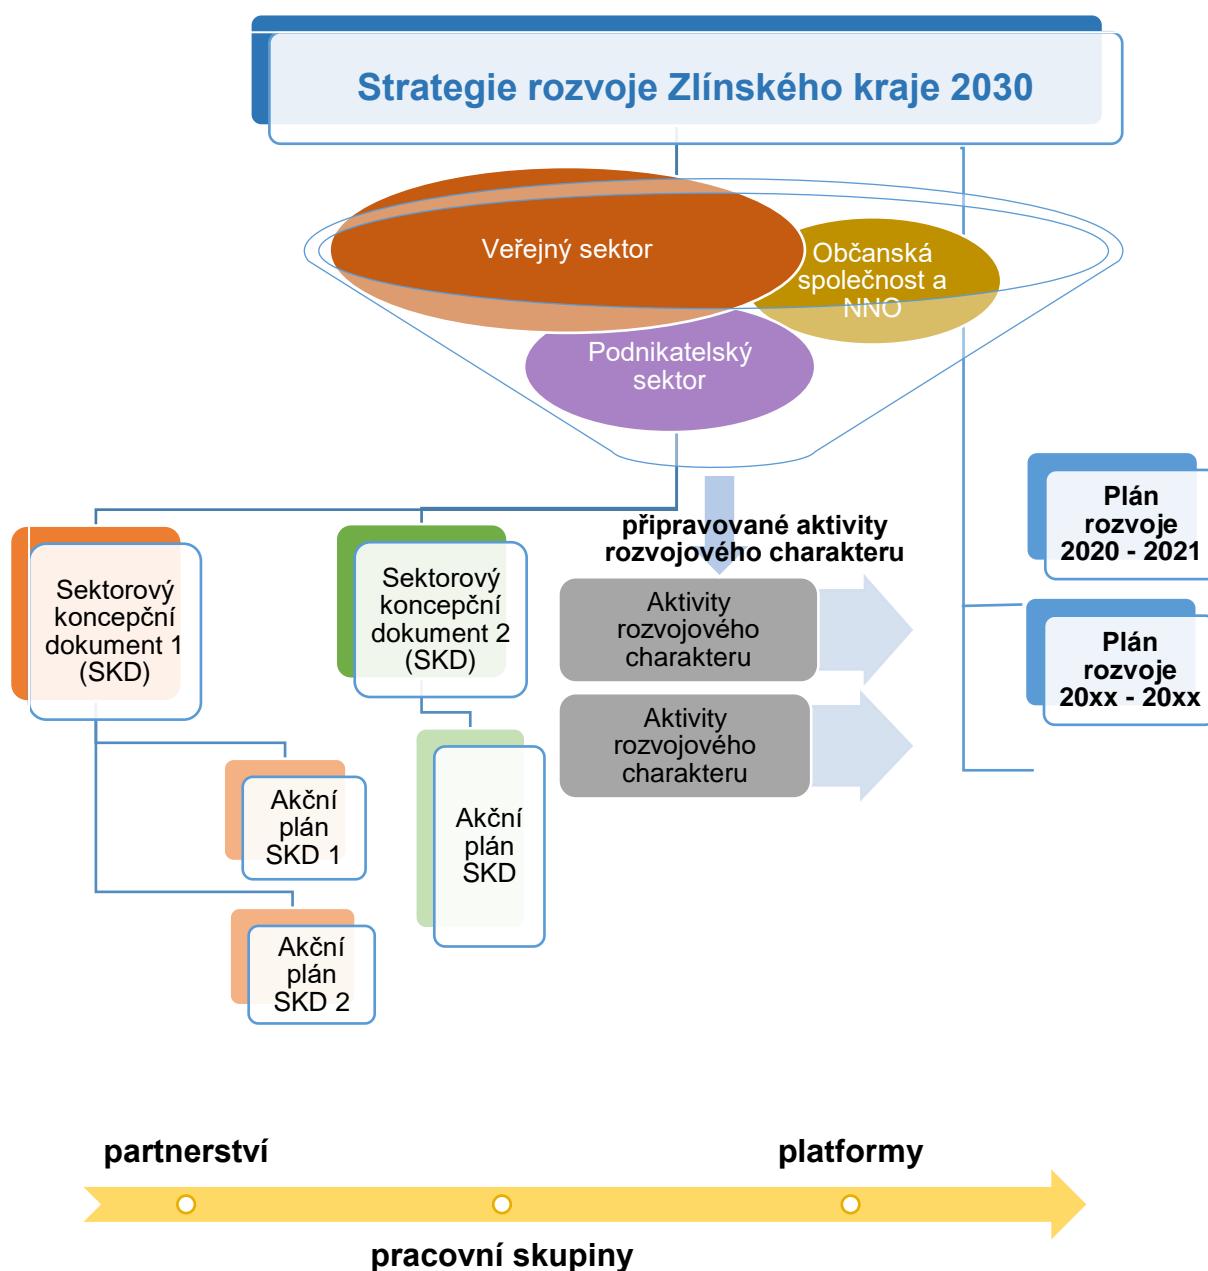 Strategie rozvoje Zlínského kraje 2030
Veřejný sektor
Občanská
společnost a
NNO
Podnikatelský
sektor
Plán
rozvoje
2020 - 2021
připravované aktivity
rozvojového charakteru
Sektorový
koncepční
dokument 1
(SKD)
Sektorový
koncepční
dokument 2
(SKD)
Aktivity
rozvojového
charakteru
Plán
rozvoje
20xx - 20xx
Aktivity
rozvojového
charakteru
Akční
plán
SKD 1
Akční
plán
SKD
Akční
plán
SKD 2
partnerství
platformy
pracovní skupiny